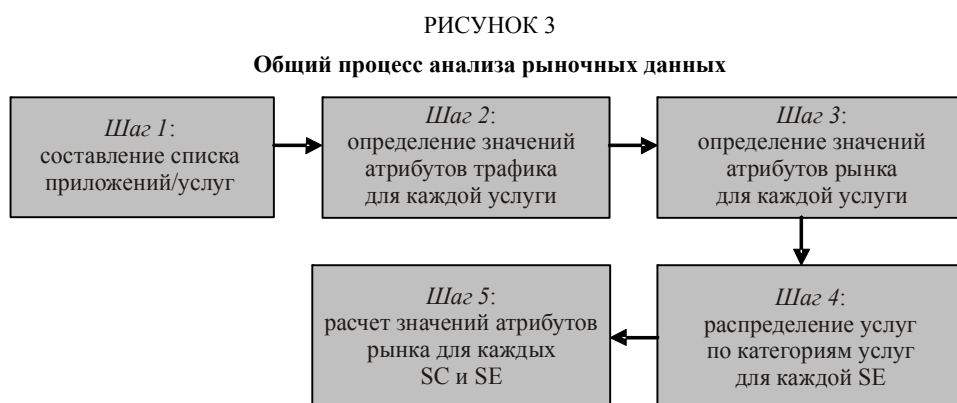 РИСУНОК 3
Общий процесс анализа рыночных данных
Шаг 1:
составление списка
приложений/услуг
Шаг 2:
определение значений
атрибутов трафика
для каждой услуги
Шаг 3:
определение значений
атрибутов рынка
для каждой услуги
Шаг 4:
распределение услуг
по категориям услуг
для каждой SE
Шаг 5:
расчет значений атрибутов
рынка для каждых
SC и SE